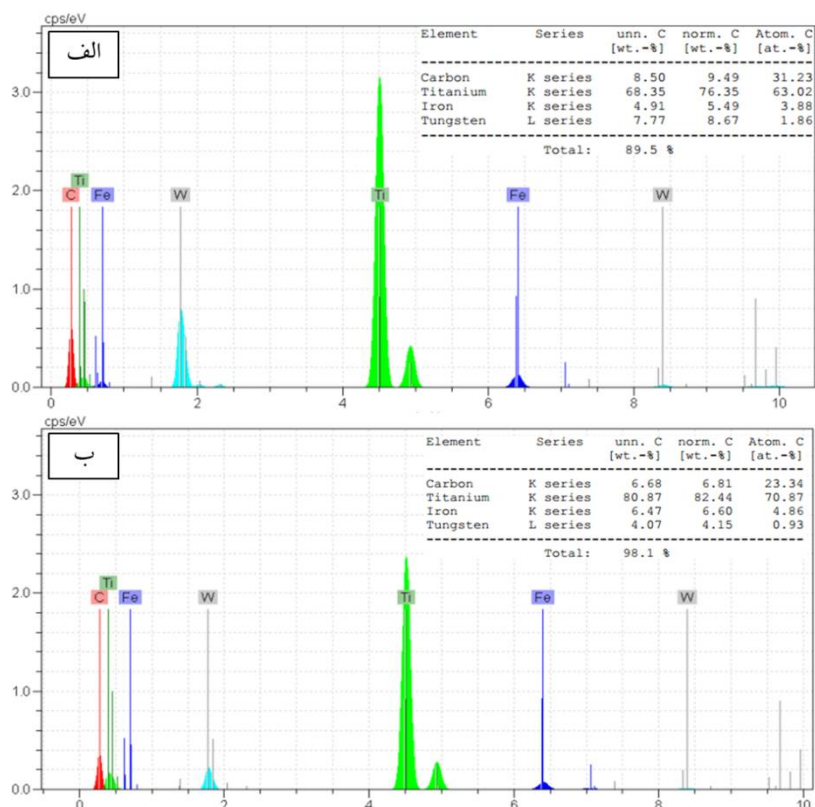 cps/eV
الف
Element Series unn. C norm. C Atom. C
[wt.-%] [wt.-%] [at.-%]
Carbon K series 8.50 9.49 31.23
Titanium K series 68.35 76.35 63.02
Iron K series 4.91 5.49 3.88
Tungsten L series 7.77 8.67 1.86
Total: 89.5 %
3.0
2.0
1.0
0.0
Ti
C Fe W Ti Fe W
0 2 4 6 8 10
cps/eV
ب
Element Series unn. C norm. C Atom. C
[wt.-%] [wt.-%] [at.-%]
Carbon K series 6.68 6.81 23.34
Titanium K series 80.87 82.44 70.87
Iron K series 6.47 6.60 4.86
Tungsten L series 4.07 4.15 0.93
Total: 98.1 %
3.0
2.0
1.0
0.0
Ti
C Fe W Ti Fe W
0 2 4 6 8 10